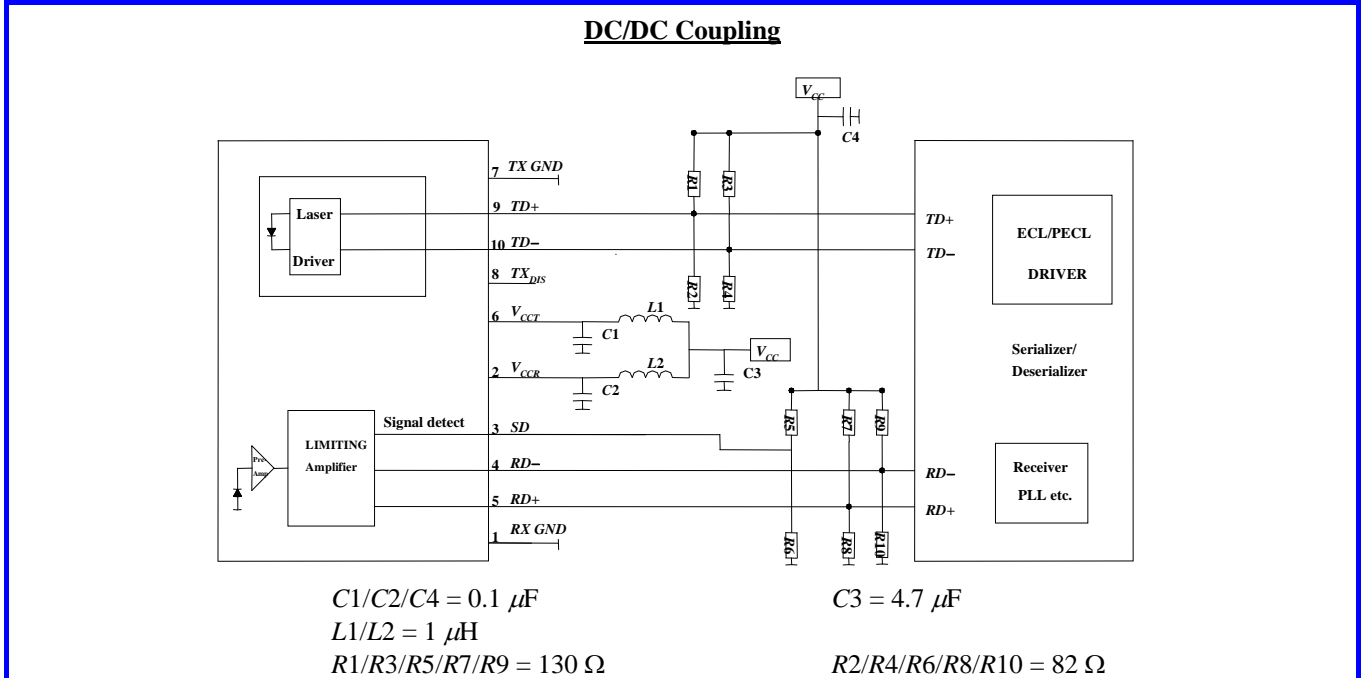 DC/DC Coupling
V_CC
C4
7 TX GND
R1
R3
Laser
Driver
9 TD+
TD+
10 TD−
TD−
ECL/PECL
DRIVER
8 TX_DIS
R2
R4
6 V_CCT
C1
L1
V_CC
C3
2 V_CCR
C2
L2
Serializer/
Deserializer
R5
R7
R9
Signal detect
3 SD
LIMITING
Amplifier
Pre
Amp
4 RD−
RD−
Receiver
PLL etc.
5 RD+
RD+
1 RX GND
R6
R8
R10
C1/C2/C4 = 0.1 μF
C3 = 4.7 μF
L1/L2 = 1 μH
R1/R3/R5/R7/R9 = 130 Ω
R2/R4/R6/R8/R10 = 82 Ω